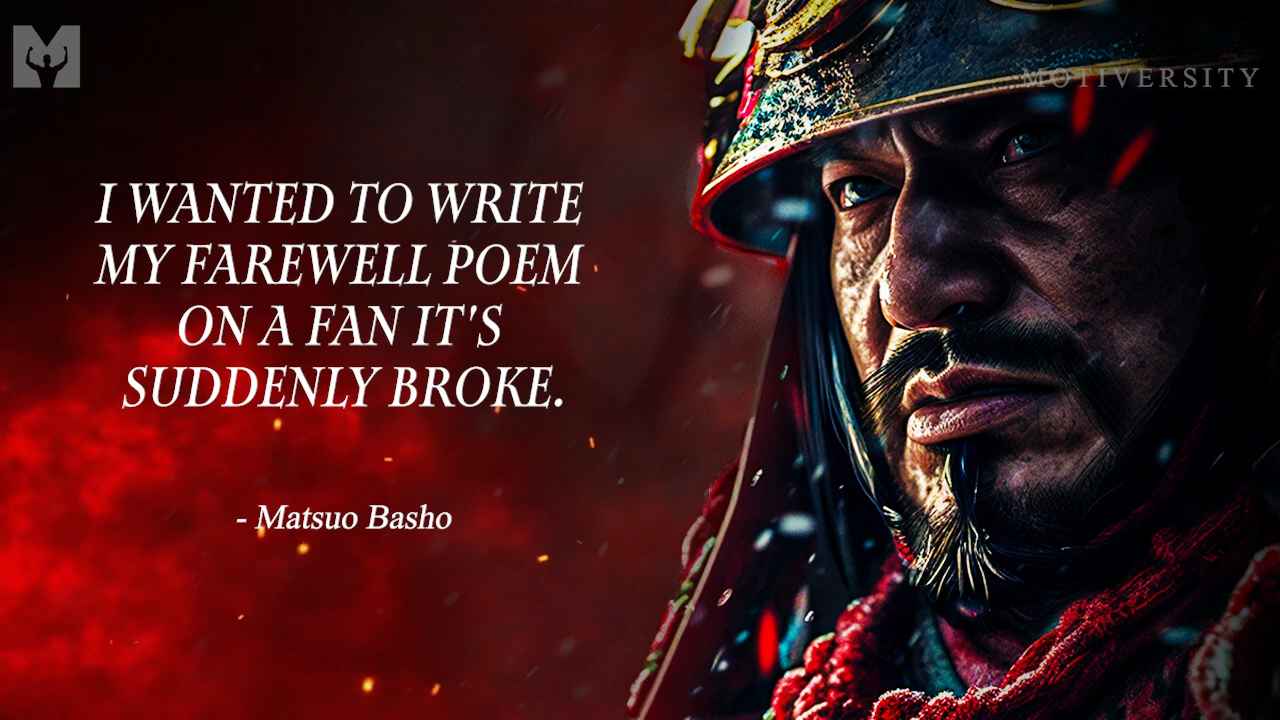 MOTIVERSITY
I WANTED TO WRITE
MY FAREWELL POEM
ON A FAN IT'S
SUDDENLY BROKE.
- Matsuo Basho